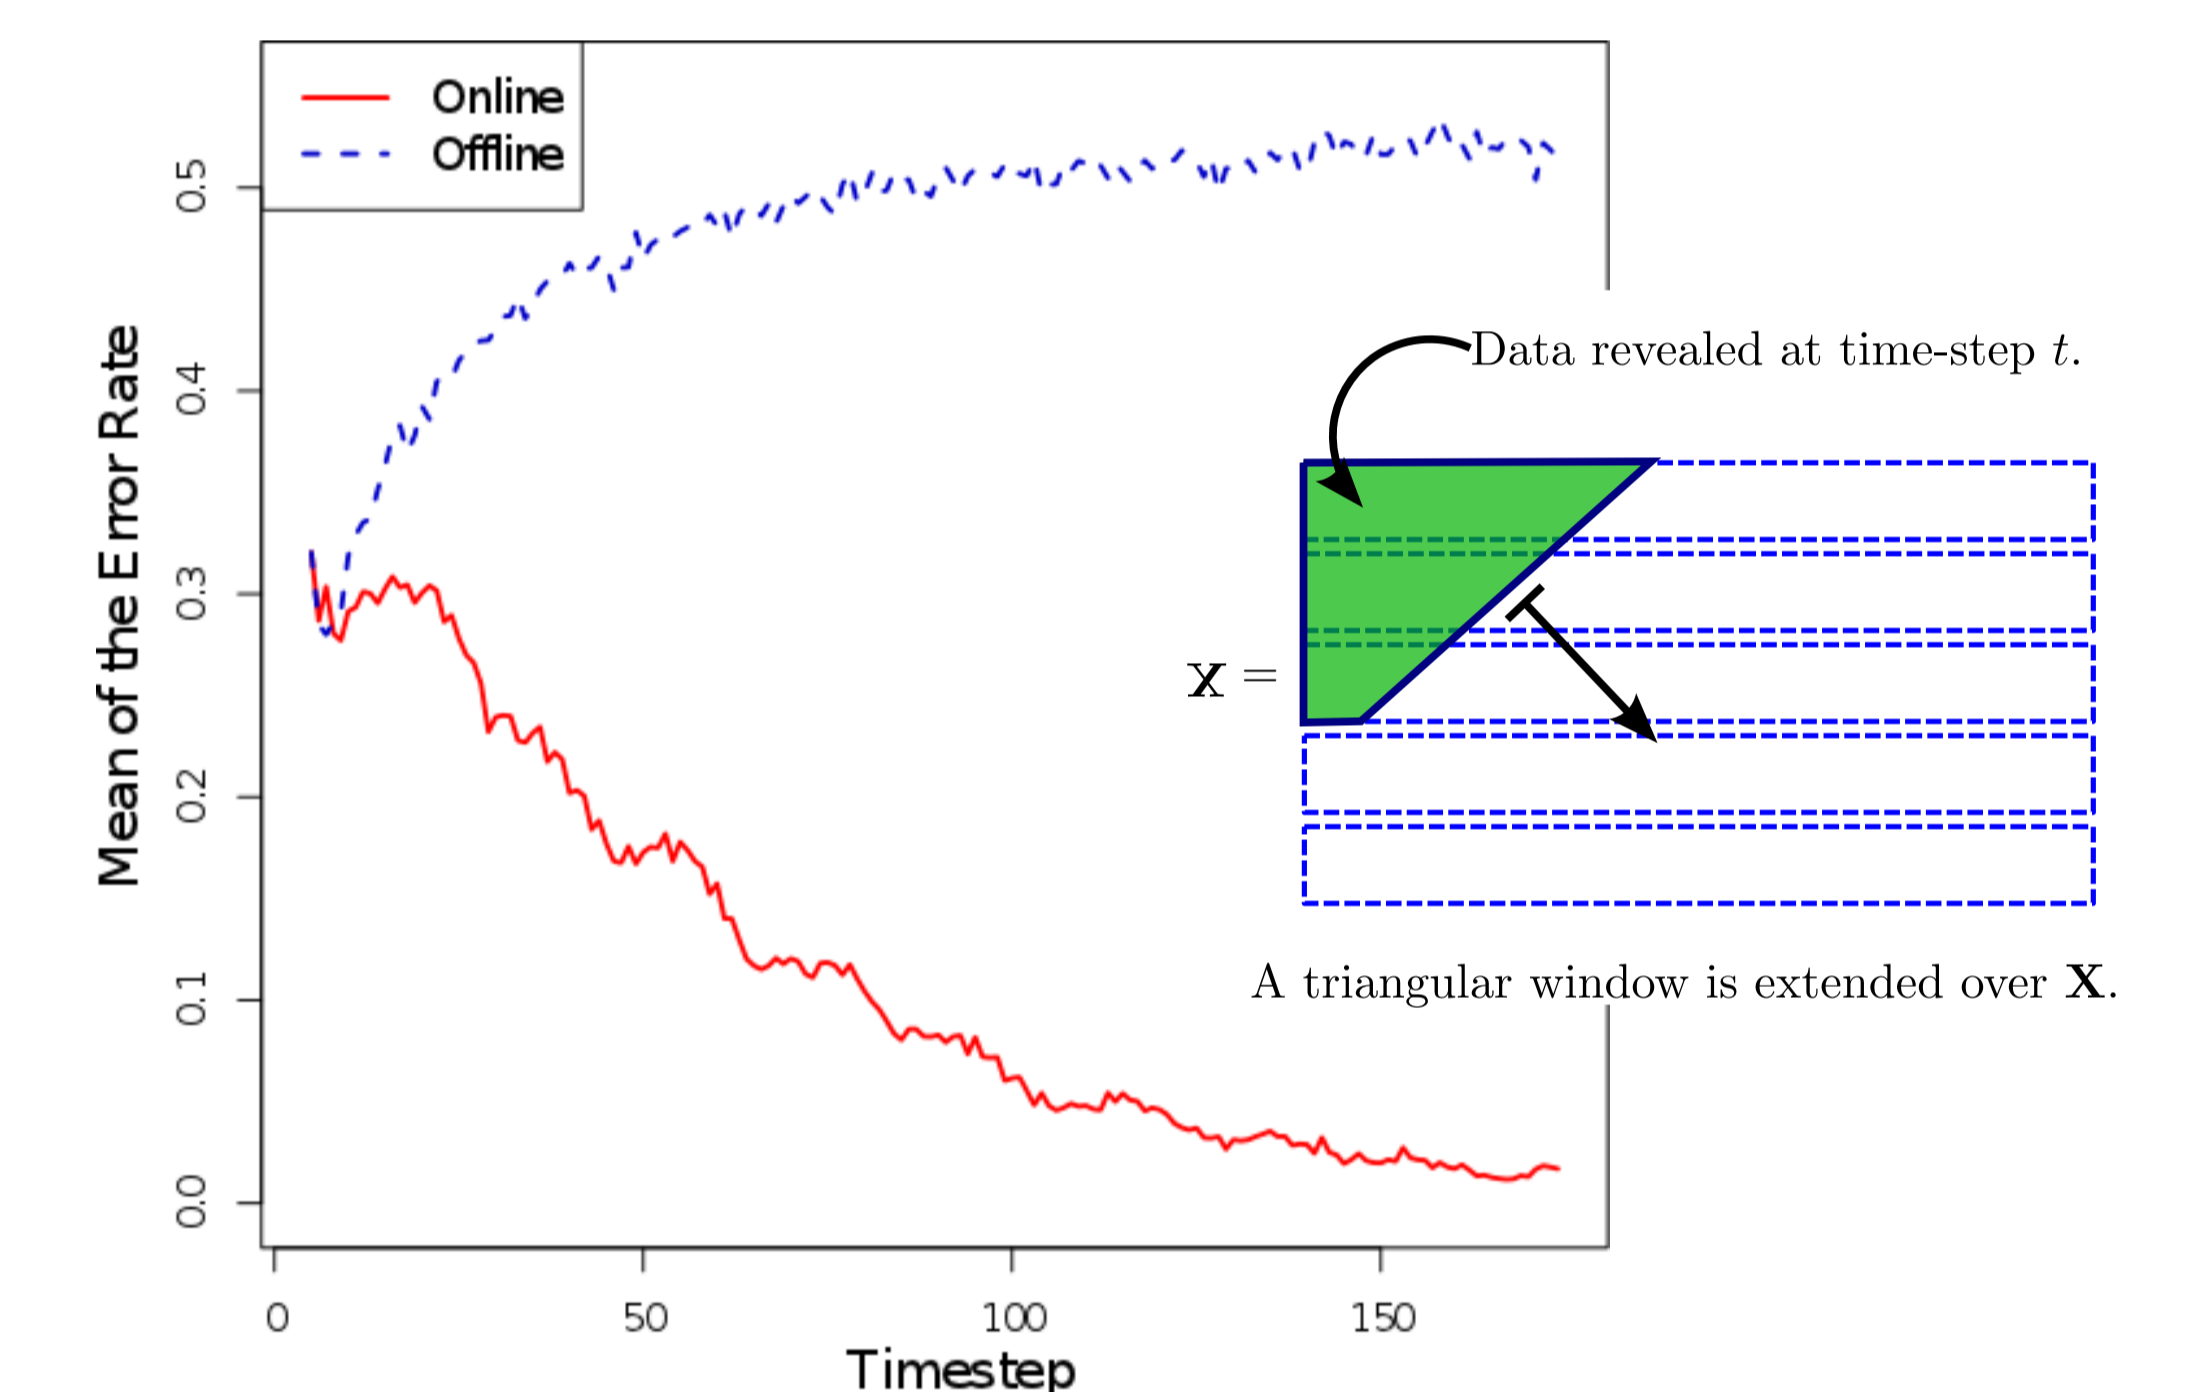 Online
Offline
0.5
0.4
0.3
0.2
0.1
0.0
Mean of the Error Rate
0 50 100 150
Timestep
Data revealed at time-step t.
X =
A triangular window is extended over X.